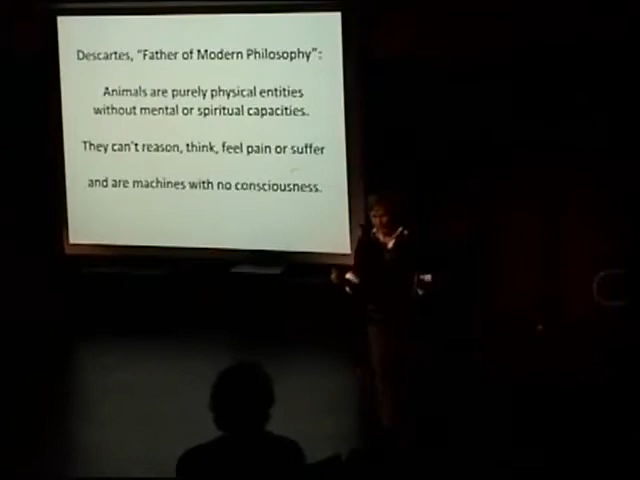 Descartes, "Father of Modern Philosophy":
Animals are purely physical entities
without mental or spiritual capacities.
They can't reason, think, feel pain or suffer
and are machines with no consciousness.